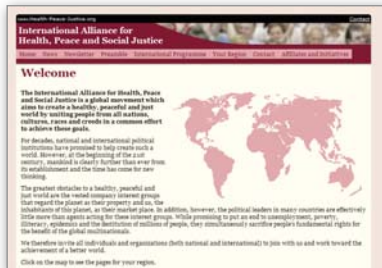 www.Health-Peace-Justice.org Contact
International Alliance for
Health, Peace and Social Justice
Home News Newsletter Preamble International Programme Your Region Contact Affiliates and Initiatives
Welcome
The International Alliance for Health, Peace
and Social Justice is a global movement which
aims to create a healthy, peaceful and just
world by uniting people from all nations,
cultures, races and creeds in a common effort
to achieve these goals.
For decades, national and international political
institutions have promised to help create such a
world. However, at the beginning of the 21st
century, mankind is clearly further than ever from
its establishment and the time has come for new
thinking.
The greatest obstacles to a healthy, peaceful and
just world are the vested company interest groups
that regard the planet as their property and us, the
inhabitants of this planet, as their market place. In addition, however, the political leaders in many countries are effectively
little more than agents acting for these interest groups. While promising to put an end to unemployment, poverty,
illiteracy, epidemics and the destitution of millions of people, they simultaneously sacrifice people's fundamental rights for
the benefit of the global multinationals.
We therefore invite all individuals and organizations (both national and international) to join with us and work toward the
achievement of a better world.
Click on the map to see the pages for your region.